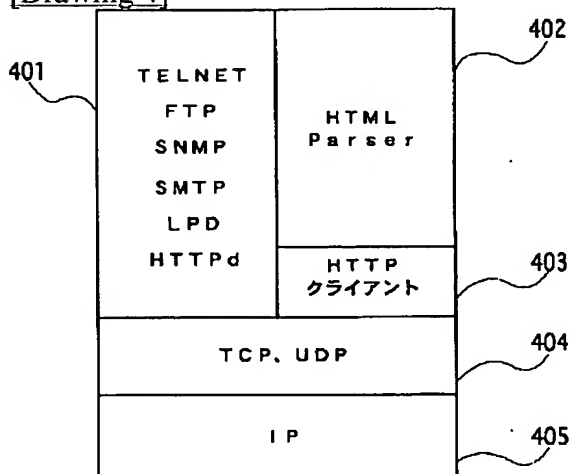 [Drawing 4]
401
402
TELNET
FTP
SNMP
SMTP
LPD
HTTPd
HTML
Parser
HTTP
クライアント
403
TCP、UDP
404
IP
405